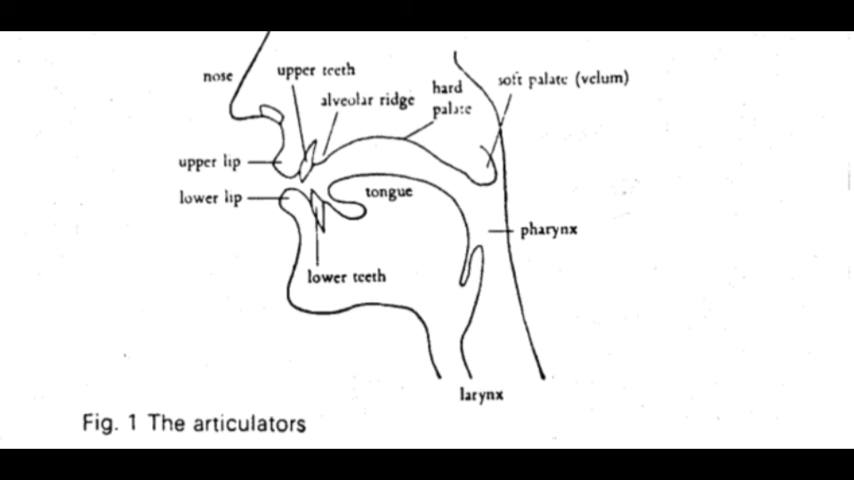 nose
upper teeth
alveolar ridge
hard
palate
soft palate (velum)
upper lip
lower lip
tongue
pharynx
lower teeth
larynx
Fig. 1 The articulators